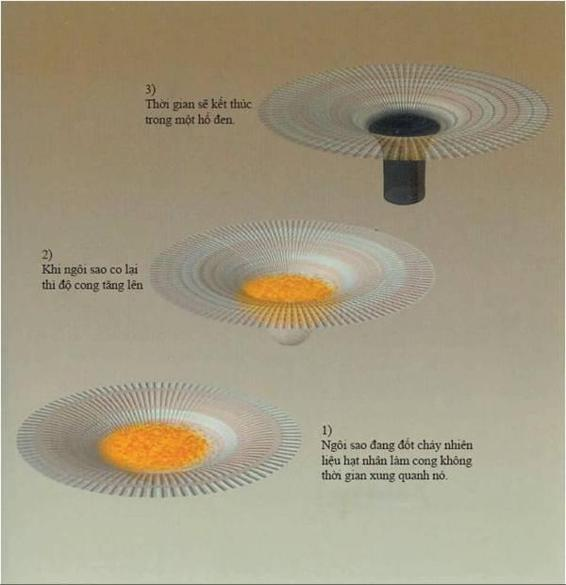 3)
Thời gian sẽ kết thúc
trong một hố đen.
2)
Khi ngôi sao co lại
thì độ cong tăng lên
1)
Ngôi sao đang đốt cháy nhiên
liệu hạt nhân làm cong không
thời gian xung quanh nó.